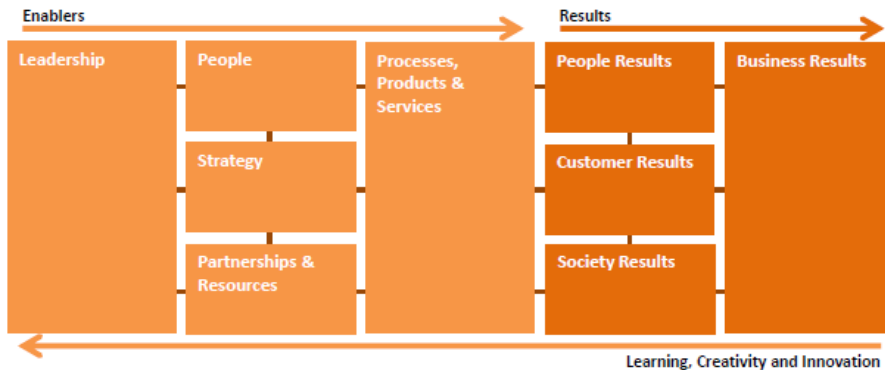 Enablers
Results
Leadership
People
Processes,
Products &
Services
People Results
Business Results
Strategy
Customer Results
Partnerships &
Resources
Society Results
Learning, Creativity and Innovation